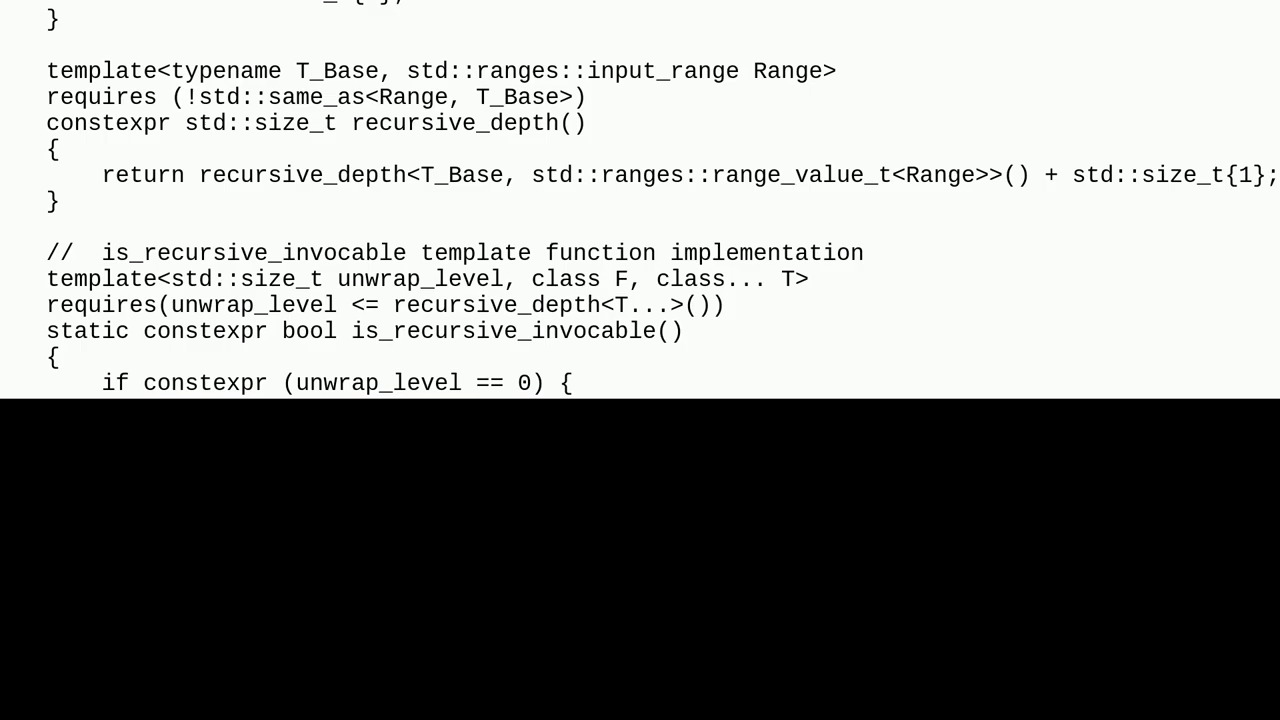 }
template<typename T_Base, std::ranges::input_range Range>
requires (!std::same_as<Range, T_Base>)
constexpr std::size_t recursive_depth()
{
    return recursive_depth<T_Base, std::ranges::range_value_t<Range>>() + std::size_t{1};
}
//  is_recursive_invocable template function implementation
template<std::size_t unwrap_level, class F, class... T>
requires(unwrap_level <= recursive_depth<T...>())
static constexpr bool is_recursive_invocable()
{
    if constexpr (unwrap_level == 0) {